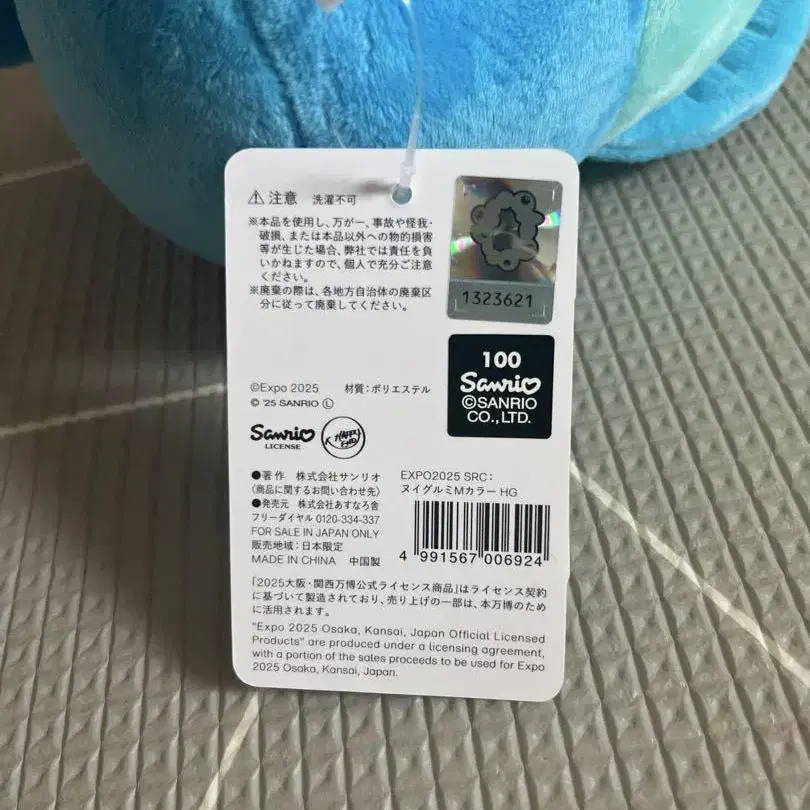 ⚠注意 洗濯不可
※本品を使用し、万が一、事故や怪我・
破損、または本品以外への物的損害
等が生じた場合、弊社では責任を負
いかねますので、個人で充分ご注意
ください。
※廃棄の際は、各地方自治体の廃棄区
分に従って廃棄してください。
1323621
100
Sanrio
©SANRIO
CO.,LTD.
©Expo 2025 材質：ポリエステル
© '25 SANRIO Ⓛ
Sanrio
LICENSE
●著作 株式会社サンリオ
(商品に関するお問い合わせ先)
●発売元 株式会社あすなろ舎
フリーダイヤル 0120-334-337
FOR SALE IN JAPAN ONLY
販売地域：日本限定
MADE IN CHINA 中国製
EXPO2025 SRC：
ヌイグルミMカラー HG
4 991567 006924
「2025大阪・関西万博公式ライセンス商品」はライセンス契約
に基づいて製造されており、売り上げの一部は、本万博のため
に活用されます。
"Expo 2025 Osaka, Kansai, Japan Official Licensed
Products" are produced under a licensing agreement,
with a portion of the sales proceeds to be used for Expo
2025 Osaka, Kansai, Japan.